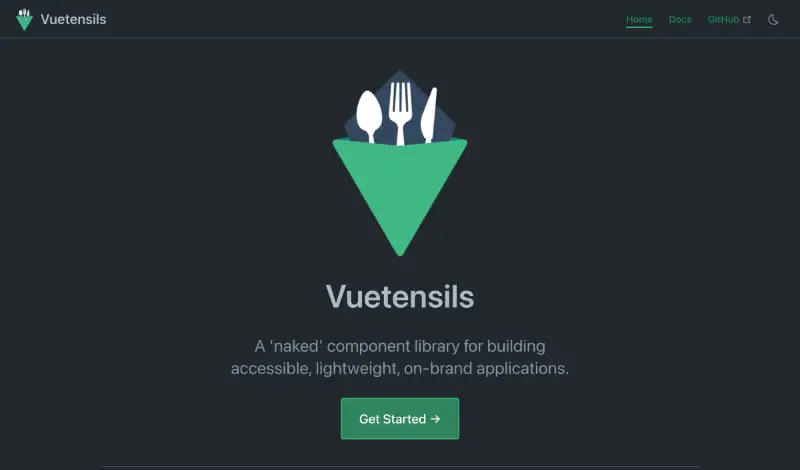 Vuetensils
Home Docs GitHub
Vuetensils
A 'naked' component library for building
accessible, lightweight, on-brand applications.
Get Started →